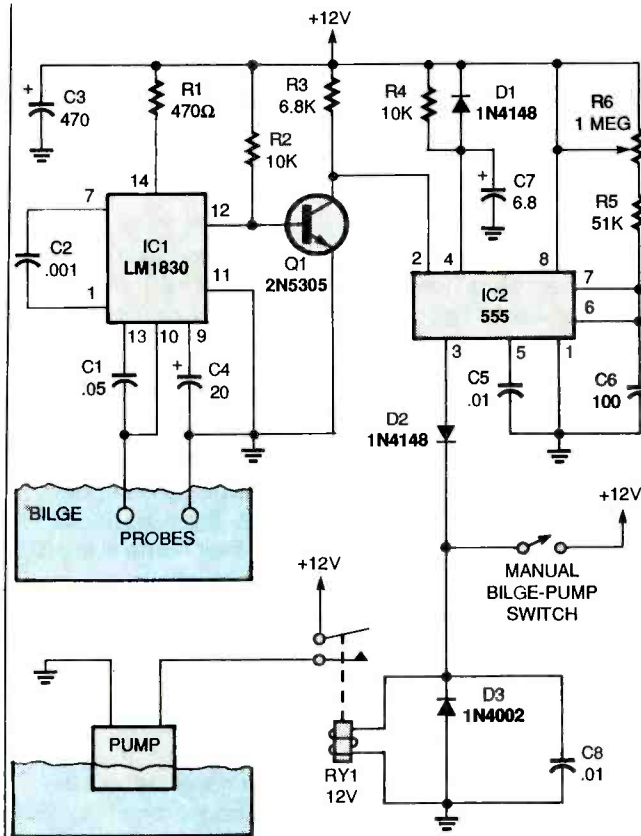 +12V
C3
470
+
R1
470Ω
R2
10K
R3
6.8K
R4
10K
D1
1N4148
R6
1 MEG
+
C7
6.8
R5
51K
7
14
12
C2
.001
IC1
LM1830
11
Q1
2N5305
1
13
10
9
2
4
8
7
IC2
555
6
3
5
1
C1
.05
+
C4
20
C5
.01
C6
100
D2
1N4148
BILGE
PROBES
+12V
MANUAL
BILGE-PUMP
SWITCH
+12V
PUMP
RY1
12V
D3
1N4002
C8
.01